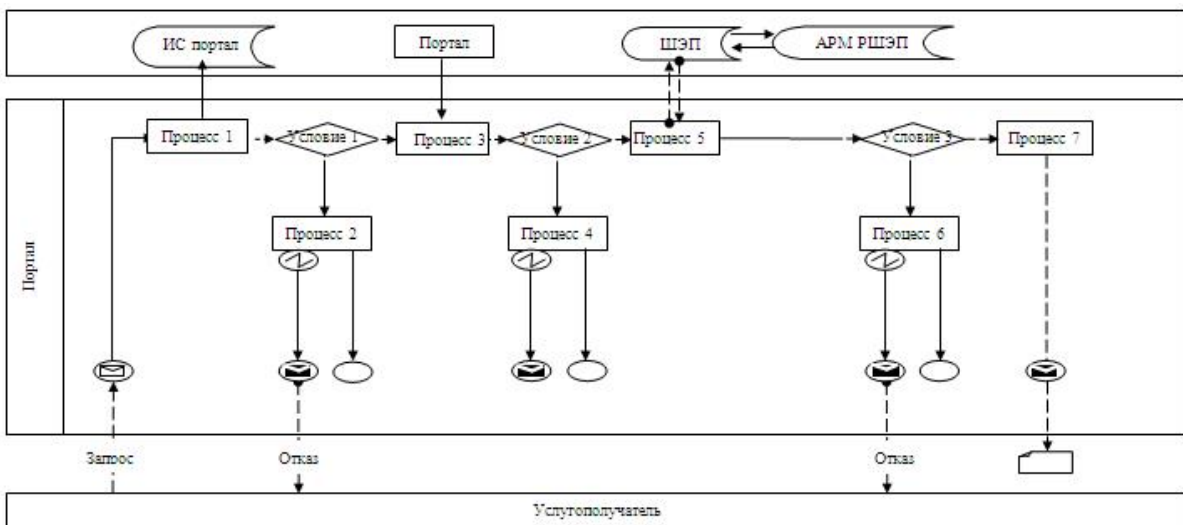 ИС портал
Портал
ШЭП
АРМ РШЭП
Процесс 1
Условие 1
Процесс 3
Условие 2
Процесс 5
Условие 3
Процесс 7
Процесс 2
Процесс 4
Процесс 6
Портал
Запрос
Отказ
Отказ
Услугополучатель